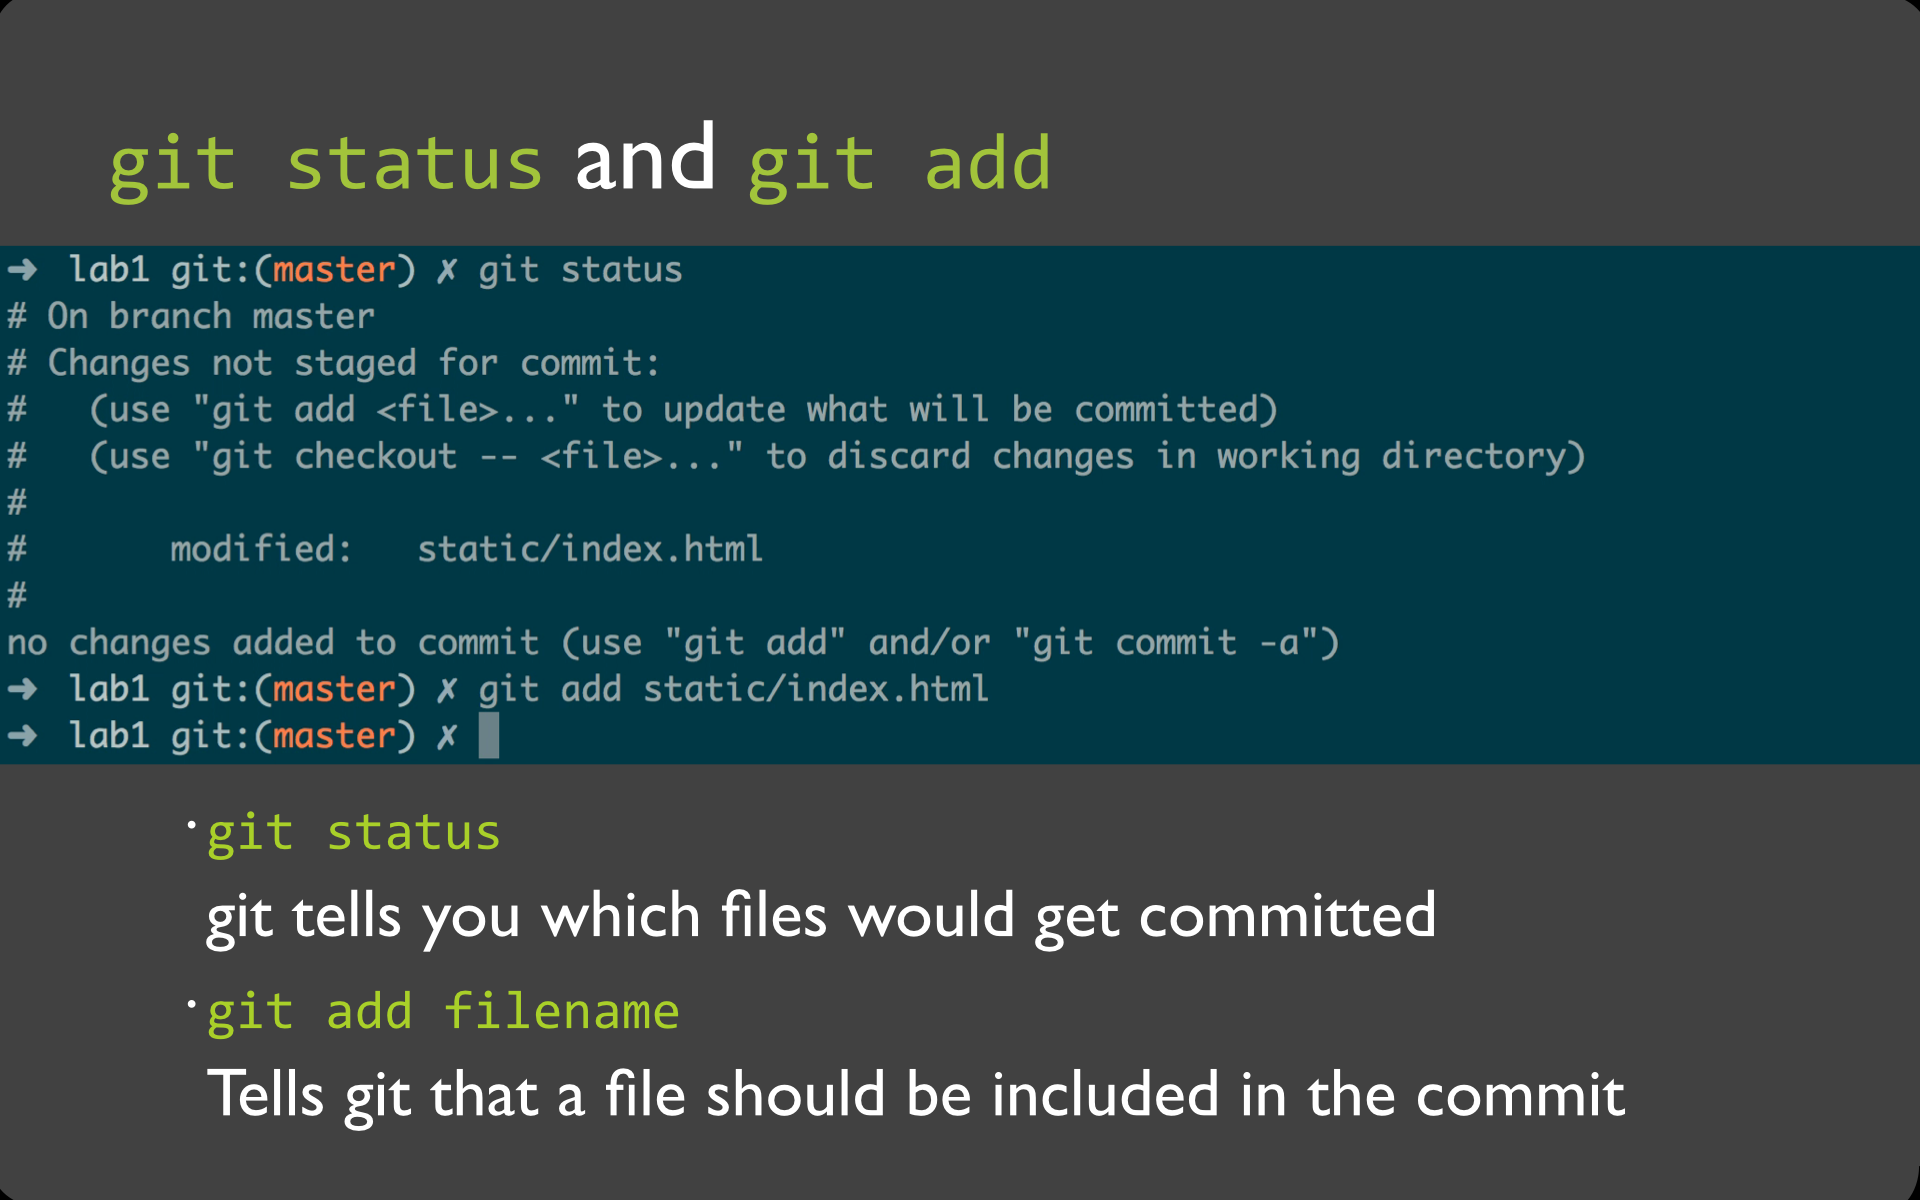 git status and git add
➜  lab1 git:(master) ✗ git status
# On branch master
# Changes not staged for commit:
#   (use "git add <file>..." to update what will be committed)
#   (use "git checkout -- <file>..." to discard changes in working directory)
#
#       modified:   static/index.html
#
no changes added to commit (use "git add" and/or "git commit -a")
➜  lab1 git:(master) ✗ git add static/index.html
➜  lab1 git:(master) ✗
• git status
git tells you which files would get committed
• git add filename
Tells git that a file should be included in the commit